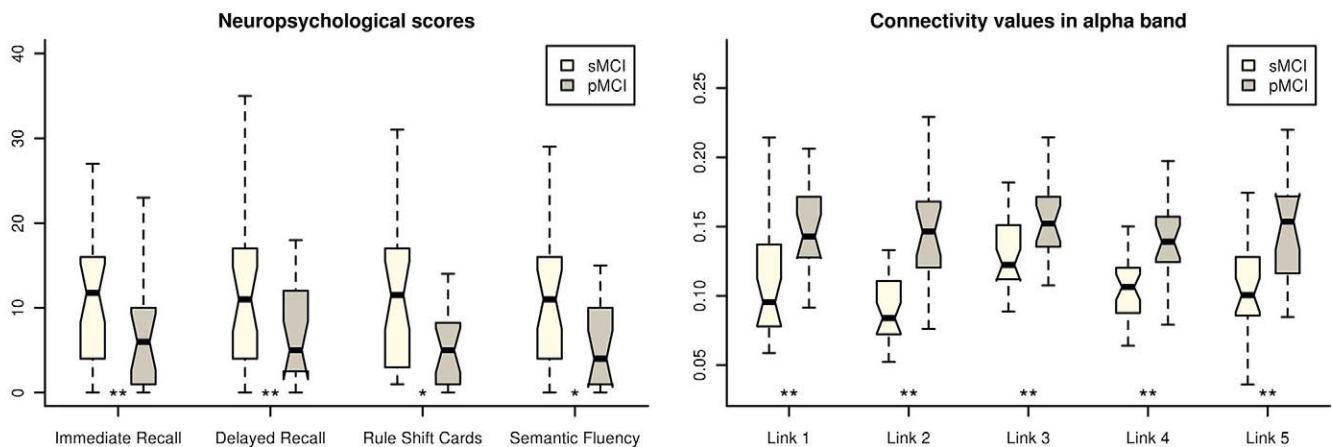 Neuropsychological scores
40
30
20
10
0
sMCI
pMCI
**
**
*
*
Immediate Recall
Delayed Recall
Rule Shift Cards
Semantic Fluency
Connectivity values in alpha band
0.25
0.20
0.15
0.10
0.05
sMCI
pMCI
**
**
**
**
**
Link 1
Link 2
Link 3
Link 4
Link 5